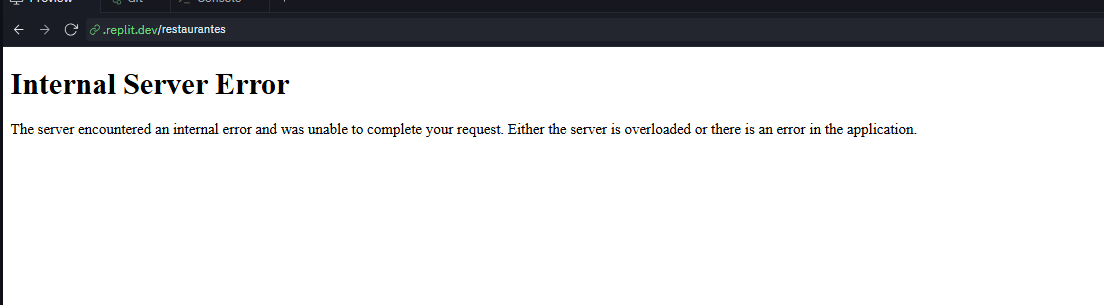 Preview Git Console
.replit.dev/restaurantes
Internal Server Error
The server encountered an internal error and was unable to complete your request. Either the server is overloaded or there is an error in the application.